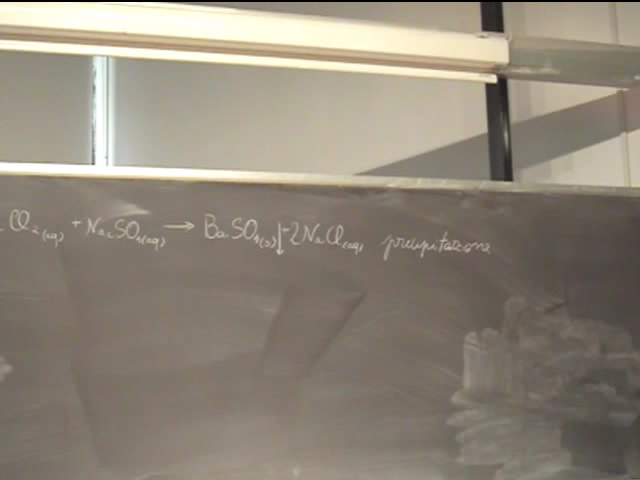 Cl₂(aq) + Na₂SO₄(aq) → BaSO₄(s)↓ + 2NaCl(aq) precipitazione